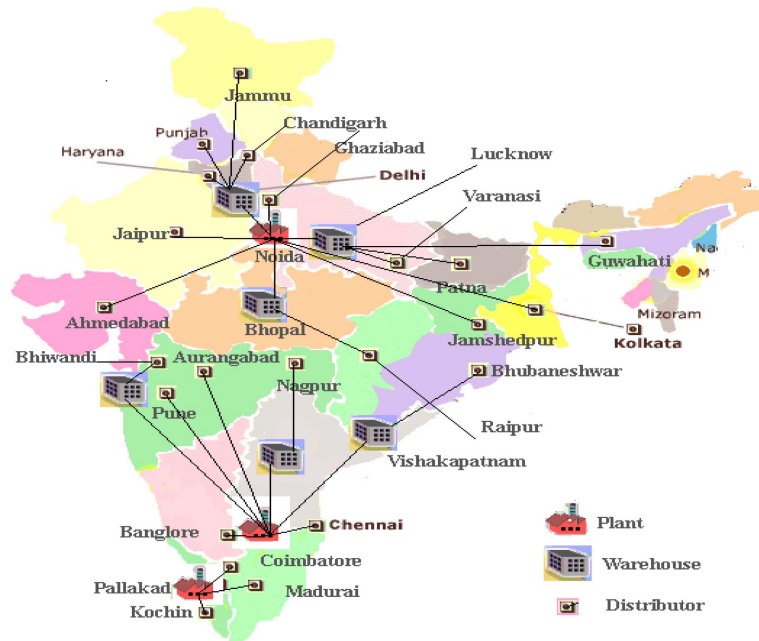 Jammu
Chandigarh
Punjab
Ghaziabad
Haryana
Lucknow
Delhi
Varanasi
Jaipur
Noida
Guwahati
Na
M
Patna
Ahmedabad
Bhopal
Mizoram
Jamshedpur
Kolkata
Bhiwandi
Aurangabad
Nagpur
Bhubaneshwar
Pune
Raipur
Vishakapatnam
Chennai
Plant
Banglore
Coimbatore
Warehouse
Pallakad
Madurai
Kochin
Distributor